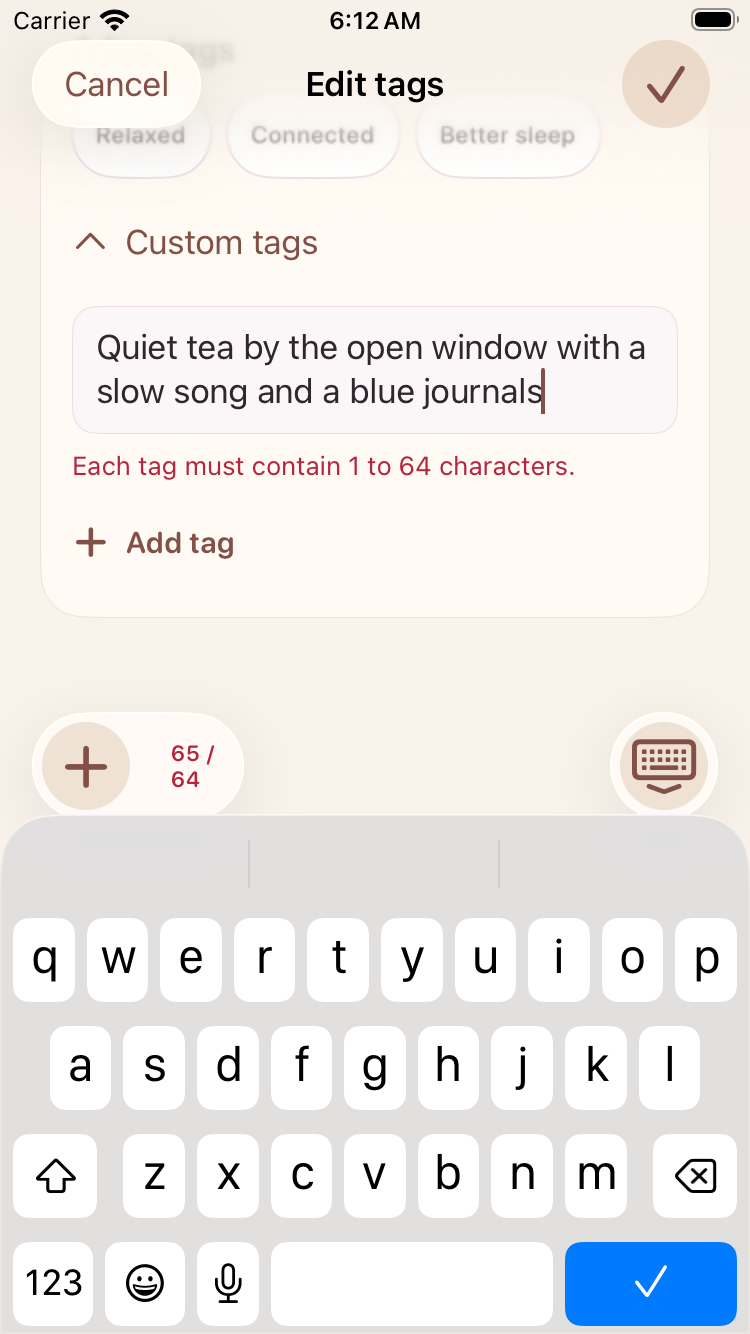 Carrier
6:12 AM
Cancel
Edit tags
Relaxed
Connected
Better sleep
Custom tags
Quiet tea by the open window with a
slow song and a blue journals
Each tag must contain 1 to 64 characters.
Add tag
65 /
64
q w e r t y u i o p
a s d f g h j k l
z x c v b n m
123